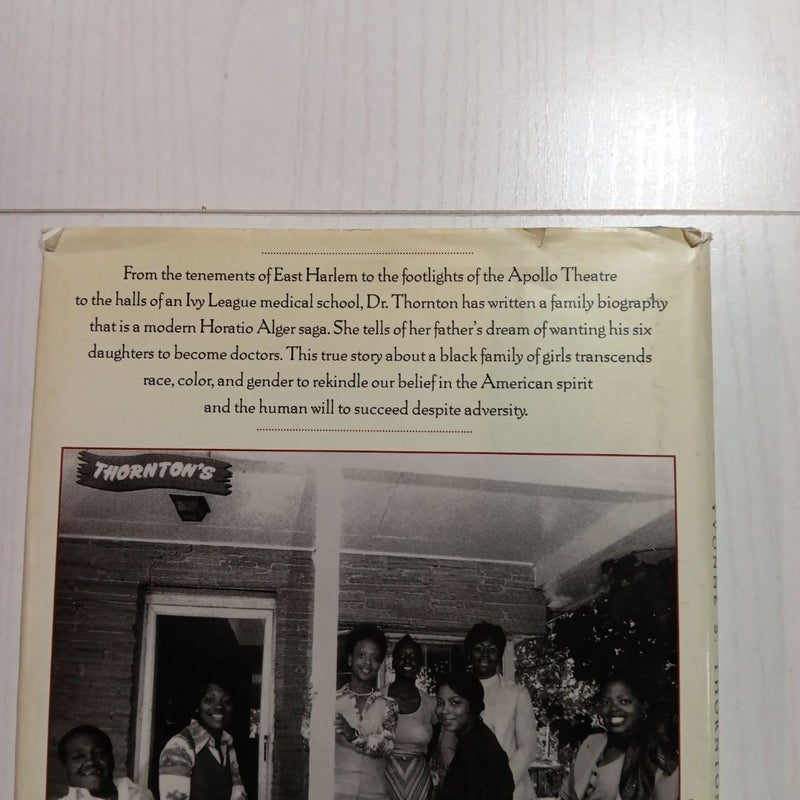 From the tenements of East Harlem to the footlights of the Apollo Theatre
to the halls of an Ivy League medical school, Dr. Thornton has written a family biography
that is a modern Horatio Alger saga. She tells of her father's dream of wanting his six
daughters to become doctors. This true story about a black family of girls transcends
race, color, and gender to rekindle our belief in the American spirit
and the human will to succeed despite adversity.
THORNTON'S
YVONNE S. THORNTO